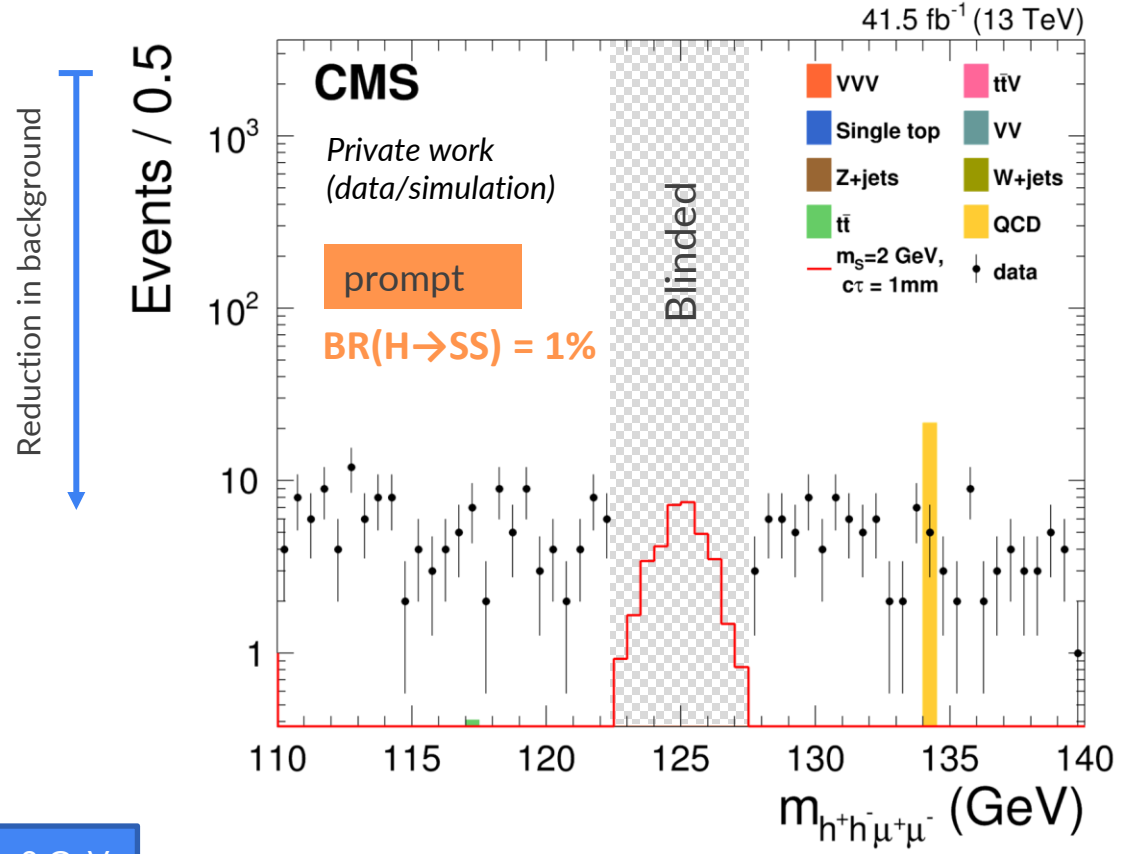 41.5 fb⁻¹ (13 TeV)
Reduction in background
Events / 0.5
CMS
Private work
(data/simulation)
prompt
BR(H→SS) = 1%
Blinded
VVV
tt̄V
Single top
VV
Z+jets
W+jets
tt̄
QCD
m_S=2 GeV,
cτ = 1mm
data
10³
10²
10
1
110 115 120 125 130 135 140
m_h⁺h⁻μ⁺μ⁻ (GeV)